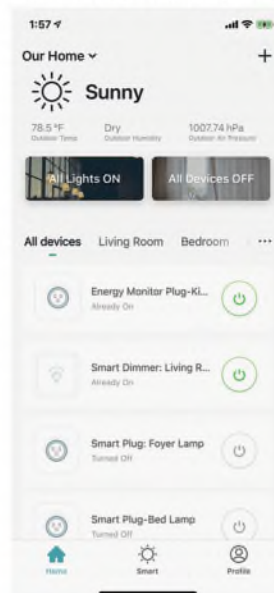 1:57
Our Home
+
Sunny
78.5 °F Dry 1007.74 hPa
Outdoor Temp Outdoor Humidity Outdoor Air Pressure
All Lights ON All Devices OFF
All devices Living Room Bedroom ...
Energy Monitor Plug-Ki...
Already On
Smart Dimmer: Living R...
Already On
Smart Plug: Foyer Lamp
Turned Off
Smart Plug-Bed Lamp
Turned Off
Home Smart Profile